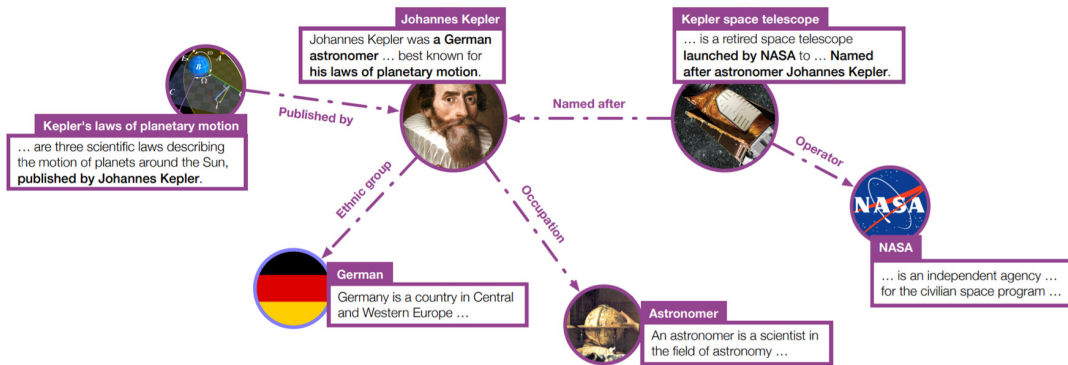 Johannes Kepler
Johannes Kepler was a German
astronomer ... best known for
his laws of planetary motion.
Kepler space telescope
... is a retired space telescope
launched by NASA to ... Named
after astronomer Johannes Kepler.
Published by
Named after
Kepler's laws of planetary motion
... are three scientific laws describing
the motion of planets around the Sun,
published by Johannes Kepler.
Ethnic group
Occupation
Operator
NASA
NASA
... is an independent agency ...
for the civilian space program ...
German
Germany is a country in Central
and Western Europe ...
Astronomer
An astronomer is a scientist in
the field of astronomy ...